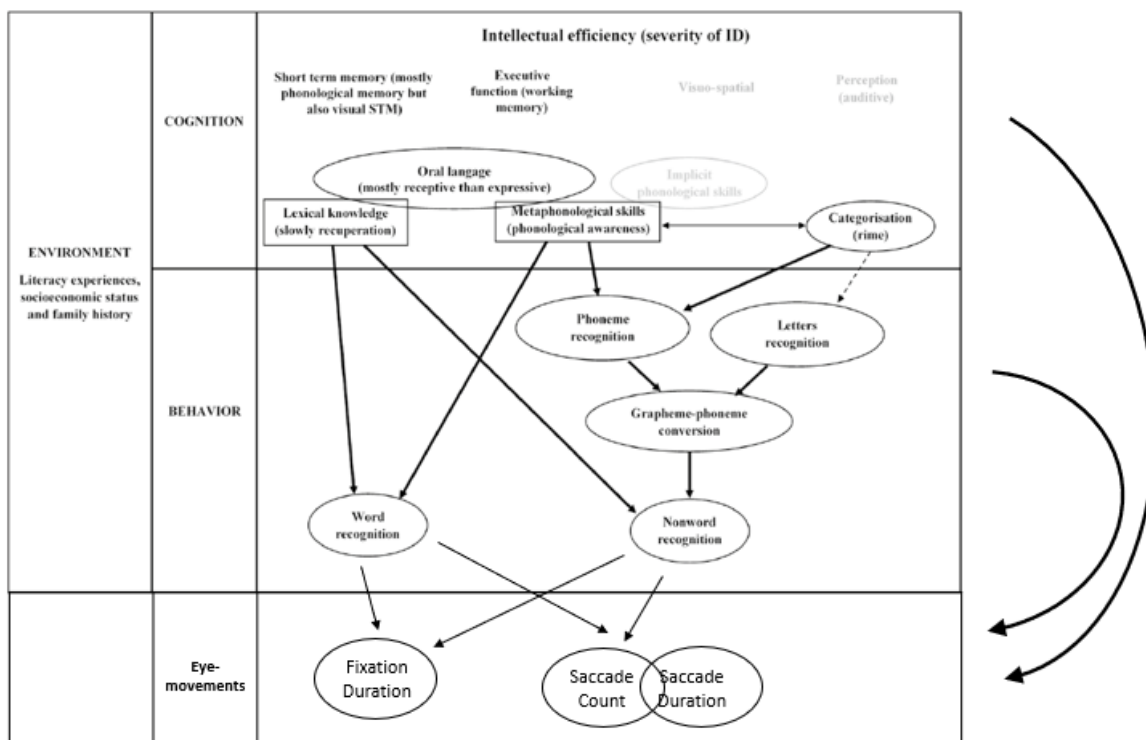 Intellectual efficiency (severity of ID)
Short term memory (mostly
phonological memory but
also visual STM)
Executive
function (working
memory)
Visuo-spatial
Perception
(auditive)
COGNITION
Oral langage
(mostly receptive than expressive)
Implicit
phonological skills
Lexical knowledge
(slowly recuperation)
Metaphonological skills
(phonological awareness)
Categorisation
(rime)
ENVIRONMENT
Literacy experiences,
socioeconomic status
and family history
Phoneme
recognition
Letters
recognition
BEHAVIOR
Grapheme-phoneme
conversion
Word
recognition
Nonword
recognition
Eye-
movements
Fixation
Duration
Saccade
Count
Saccade
Duration